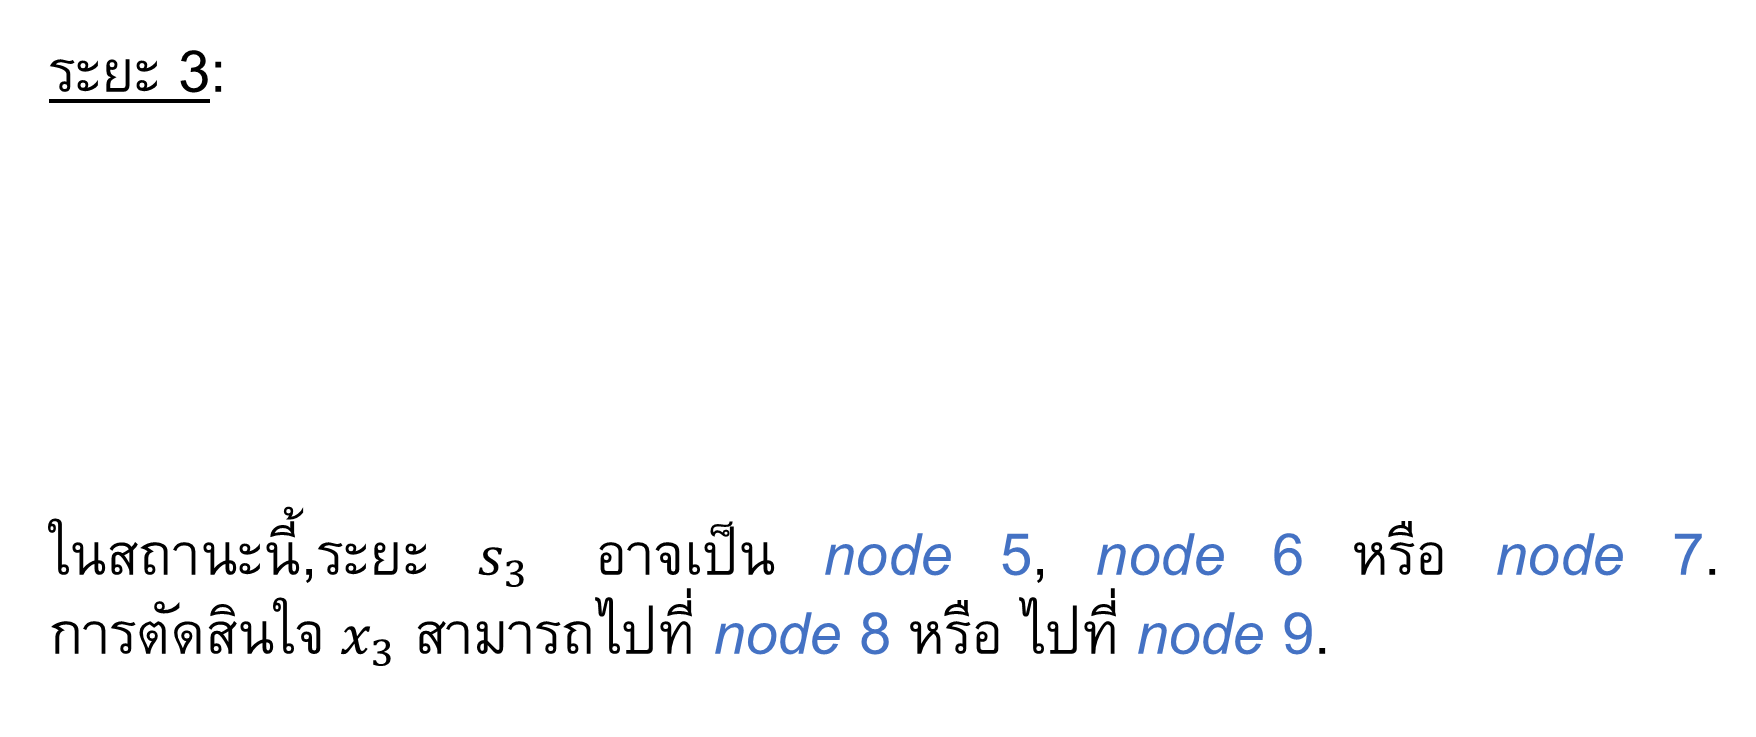 ระยะ 3:
ในสถานะนี้,ระยะ s₃ อาจเป็น node 5, node 6 หรือ node 7.
การตัดสินใจ x₃ สามารถไปที่ node 8 หรือ ไปที่ node 9.